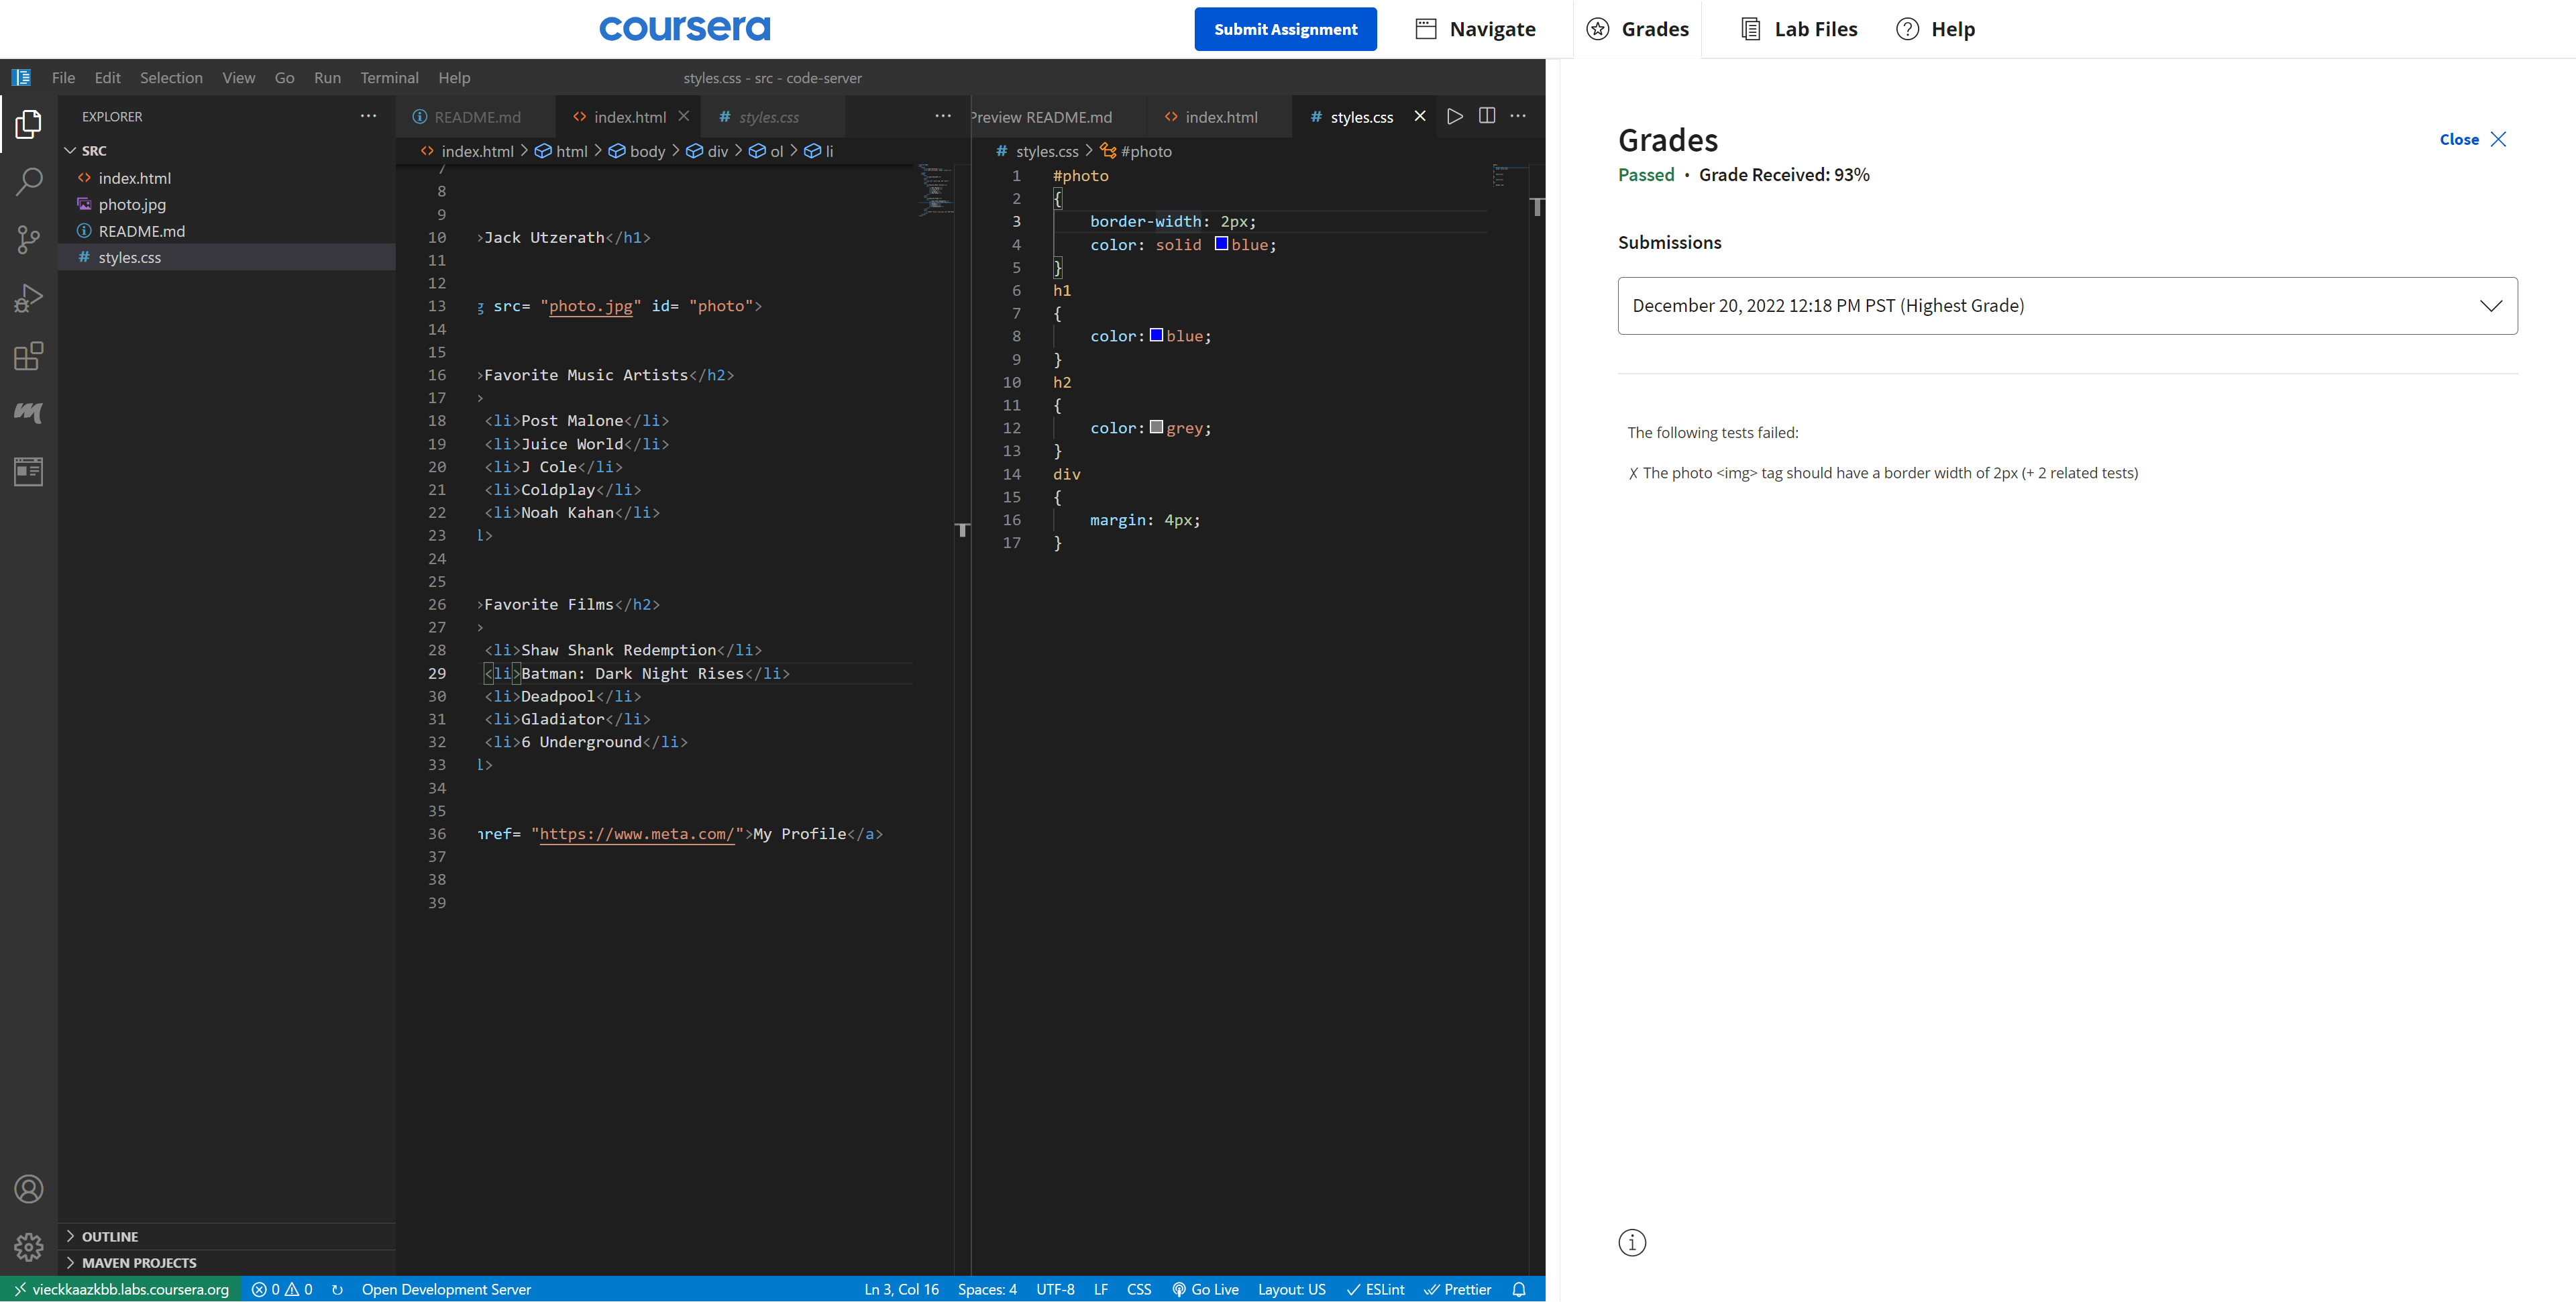 coursera
Submit Assignment
Navigate
Grades
Lab Files
Help
File Edit Selection View Go Run Terminal Help
styles.css - src - code-server
EXPLORER
SRC
index.html
photo.jpg
README.md
styles.css
OUTLINE
MAVEN PROJECTS
README.md
index.html
styles.css
index.html > html > body > div > ol > li
7
8
9
10 >Jack Utzerath</h1>
11
12
13 g src= "photo.jpg" id= "photo">
14
15
16 >Favorite Music Artists</h2>
17 >
18 <li>Post Malone</li>
19 <li>Juice World</li>
20 <li>J Cole</li>
21 <li>Coldplay</li>
22 <li>Noah Kahan</li>
23 l>
24
25
26 >Favorite Films</h2>
27 >
28 <li>Shaw Shank Redemption</li>
29 <li>Batman: Dark Night Rises</li>
30 <li>Deadpool</li>
31 <li>Gladiator</li>
32 <li>6 Underground</li>
33 l>
34
35
36 href= "https://www.meta.com/">My Profile</a>
37
38
39
Preview README.md
index.html
styles.css
# styles.css > #photo
1 #photo
2 {
3 border-width: 2px;
4 color: solid blue;
5 }
6 h1
7 {
8 color: blue;
9 }
10 h2
11 {
12 color: grey;
13 }
14 div
15 {
16 margin: 4px;
17 }
vieckkaazkbb.labs.coursera.org
0 0
Open Development Server
Ln 3, Col 16
Spaces: 4
UTF-8
LF
CSS
Go Live
Layout: US
ESLint
Prettier
Grades
Close
Passed • Grade Received: 93%
Submissions
December 20, 2022 12:18 PM PST (Highest Grade)
The following tests failed:
✗ The photo <img> tag should have a border width of 2px (+ 2 related tests)